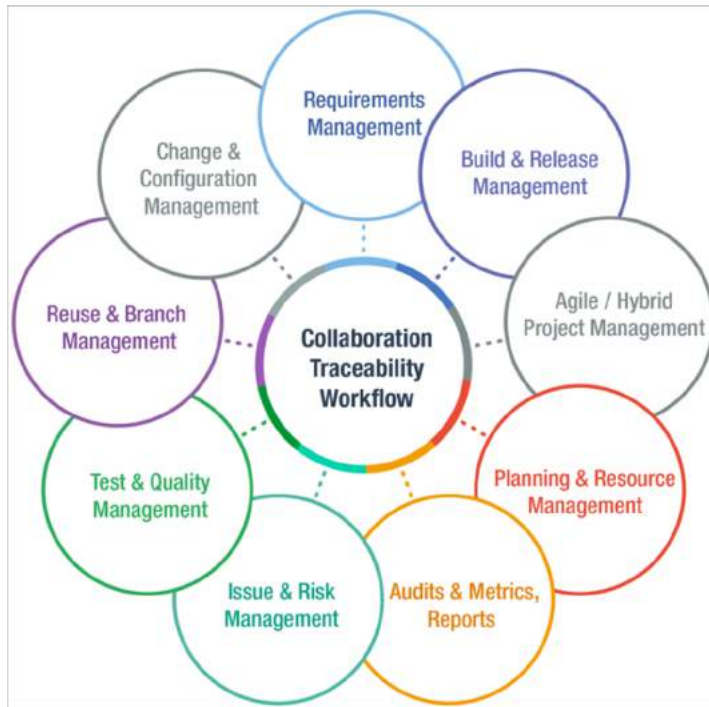 Requirements
Management
Build & Release
Management
Agile / Hybrid
Project Management
Planning & Resource
Management
Audits & Metrics,
Reports
Issue & Risk
Management
Test & Quality
Management
Reuse & Branch
Management
Change &
Configuration
Management
Collaboration
Traceability
Workflow